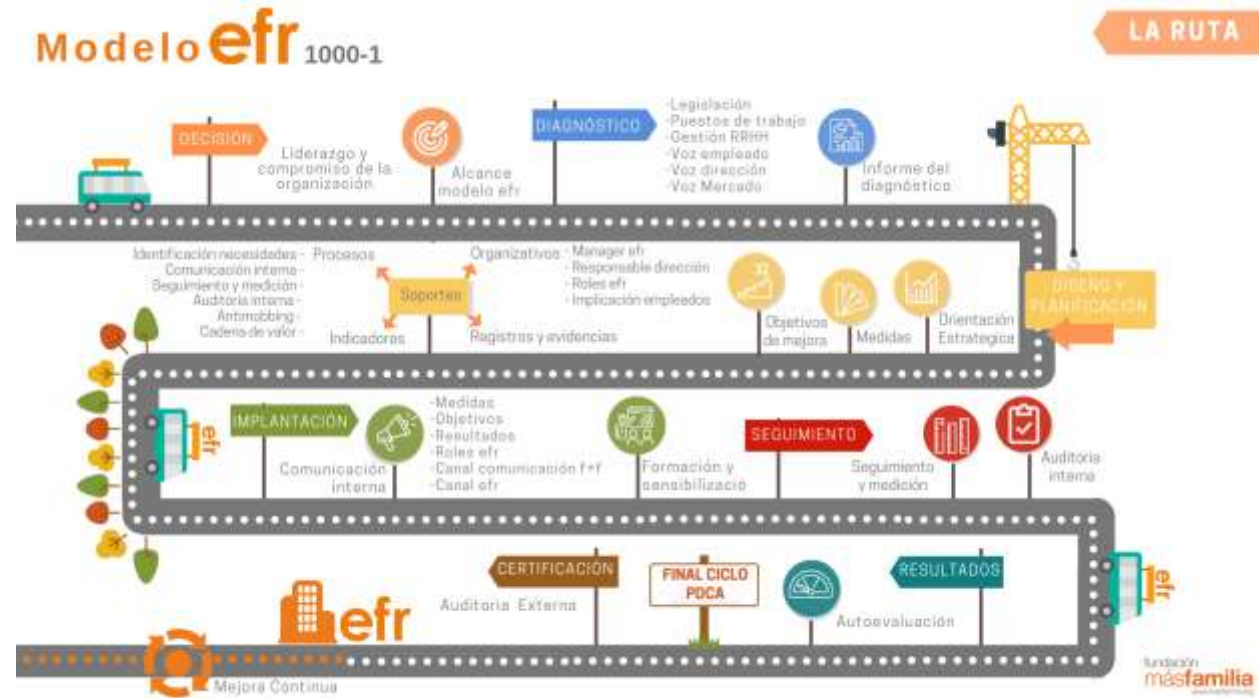 Modelo efr 1000-1
LA RUTA
DECISIÓN
Liderazgo y
compromiso de la
organización
Alcance
modelo efr
DIAGNÓSTICO
-Legislación
-Puestos de trabajo
-Gestión RRHH
-Voz empleado
-Voz dirección
-Voz Mercado
Informe del
diagnóstico
DISEÑO Y
PLANIFICACIÓN
Orientación
Estrategica
Medidas
Objetivos
de mejora
Soportes
Organizativos
- Manager efr
- Responsable dirección
- Roles efr
- Implicación empleados
Registros y evidencias
Indicadores
Procesos
Identificación necesidades -
Comunicación interna -
Seguimiento y medición -
Auditoria interna -
Antimobbing -
Cadena de valor -
efr
IMPLANTACIÓN
Comunicación
interna
-Medidas
-Objetivos
-Resultados
-Roles efr
-Canal comunicación f+f
-Canal efr
Formación y
sensibilizació
SEGUIMIENTO
Seguimiento
y medición
Auditoria
interna
efr
RESULTADOS
Autoevaluación
FINAL CICLO
PDCA
CERTIFICACIÓN
Auditoria Externa
efr
Mejora Continua
fundación
másfamilia